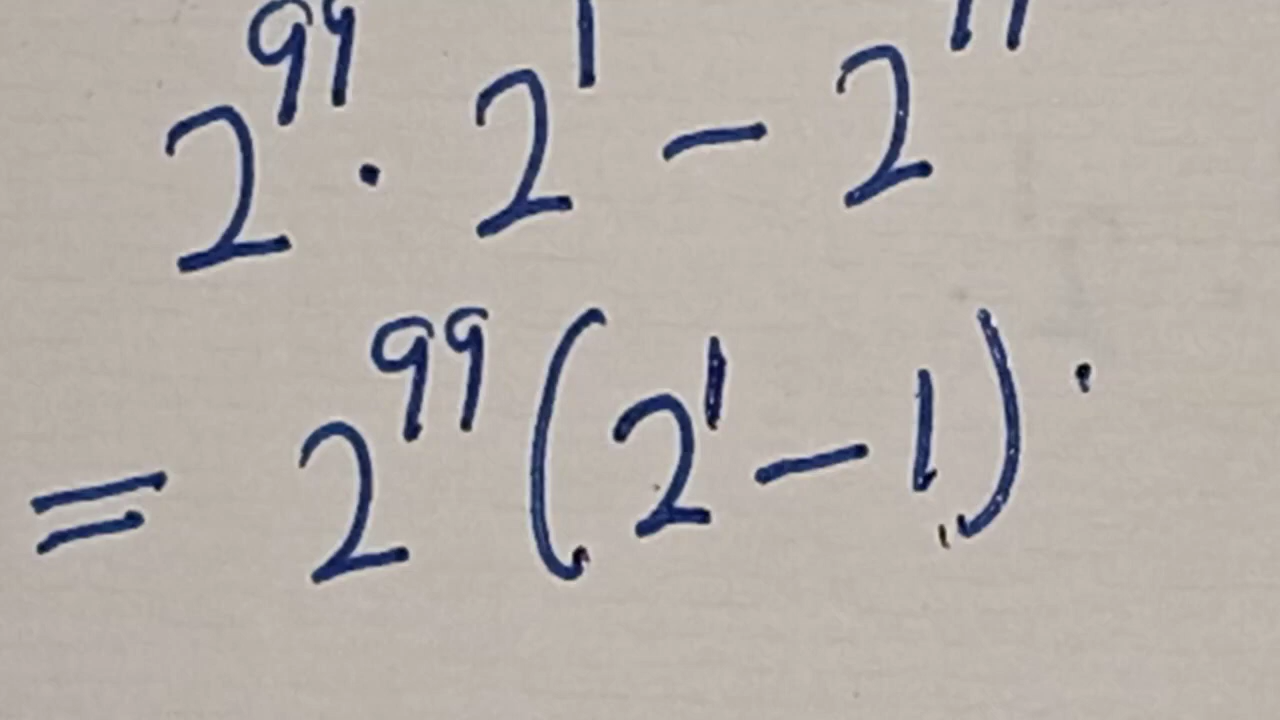 2⁹⁹ · 2¹ − 2
= 2⁹⁹(2¹ − 1)